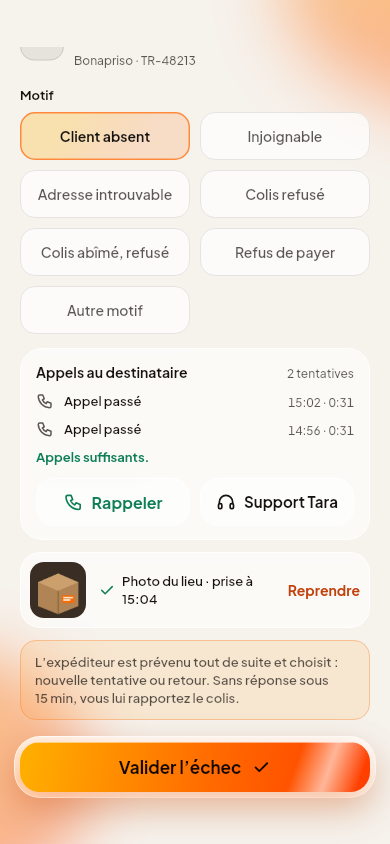 Bonapriso · TR-48213
Motif
Client absent
Injoignable
Adresse introuvable
Colis refusé
Colis abîmé, refusé
Refus de payer
Autre motif
Appels au destinataire
2 tentatives
Appel passé
15:02 · 0:31
Appel passé
14:56 · 0:31
Appels suffisants.
Rappeler
Support Tara
Photo du lieu · prise à
15:04
Reprendre
L’expéditeur est prévenu tout de suite et choisit :
nouvelle tentative ou retour. Sans réponse sous
15 min, vous lui rapportez le colis.
Valider l’échec